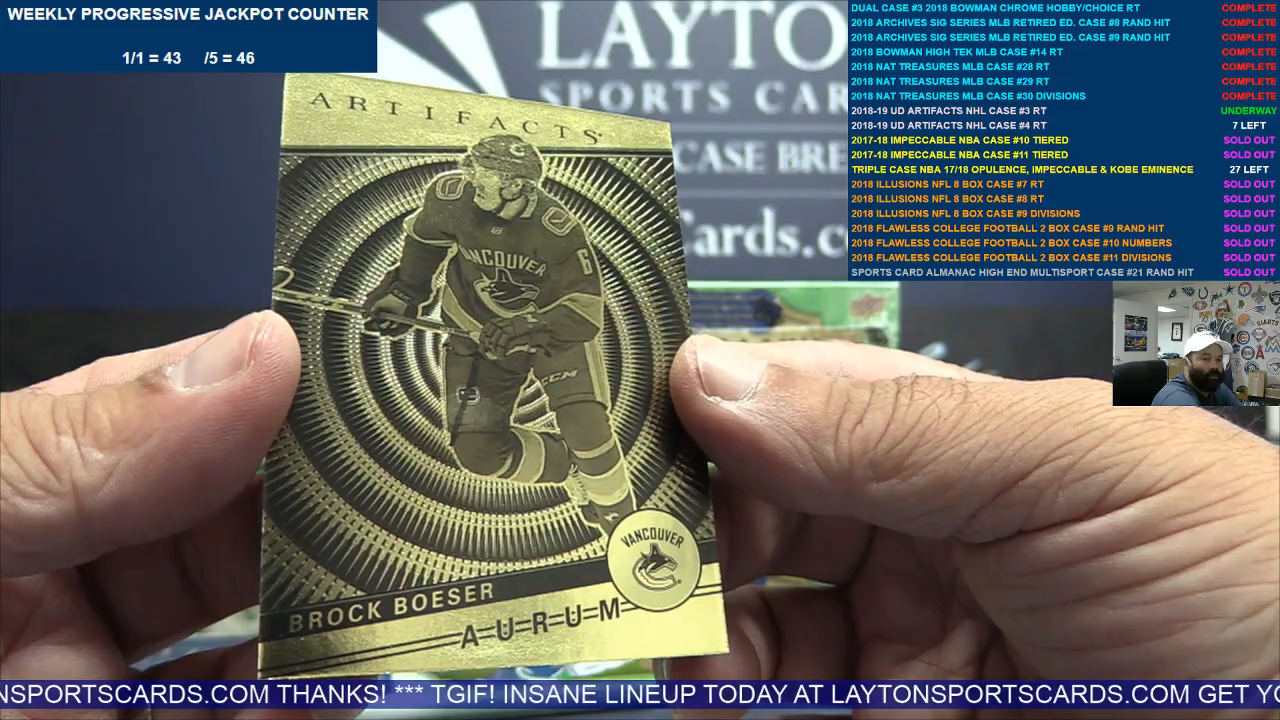 WEEKLY PROGRESSIVE JACKPOT COUNTER
1/1 = 43 /5 = 46
DUAL CASE #3 2018 BOWMAN CHROME HOBBY/CHOICE RT COMPLETE
2018 ARCHIVES SIG SERIES MLB RETIRED ED. CASE #8 RAND HIT COMPLETE
2018 ARCHIVES SIG SERIES MLB RETIRED ED. CASE #9 RAND HIT COMPLETE
2018 BOWMAN HIGH TEK MLB CASE #14 RT COMPLETE
2018 NAT TREASURES MLB CASE #28 RT COMPLETE
2018 NAT TREASURES MLB CASE #29 RT COMPLETE
2018 NAT TREASURES MLB CASE #30 DIVISIONS COMPLETE
2018-19 UD ARTIFACTS NHL CASE #3 RT UNDERWAY
2018-19 UD ARTIFACTS NHL CASE #4 RT 7 LEFT
2017-18 IMPECCABLE NBA CASE #10 TIERED SOLD OUT
2017-18 IMPECCABLE NBA CASE #11 TIERED SOLD OUT
TRIPLE CASE NBA 17/18 OPULENCE, IMPECCABLE & KOBE EMINENCE 27 LEFT
2018 ILLUSIONS NFL 8 BOX CASE #7 RT SOLD OUT
2018 ILLUSIONS NFL 8 BOX CASE #8 RT SOLD OUT
2018 ILLUSIONS NFL 8 BOX CASE #9 DIVISIONS SOLD OUT
2018 FLAWLESS COLLEGE FOOTBALL 2 BOX CASE #9 RAND HIT SOLD OUT
2018 FLAWLESS COLLEGE FOOTBALL 2 BOX CASE #10 NUMBERS SOLD OUT
2018 FLAWLESS COLLEGE FOOTBALL 2 BOX CASE #11 DIVISIONS SOLD OUT
SPORTS CARD ALMANAC HIGH END MULTISPORT CASE #21 RAND HIT SOLD OUT
LAYTO
SPORTS CAR
CASE BRE
Cards.c
ARTIFACTS
VANCOUVER
6
CCM
VANCOUVER
BROCK BOESER
AURUM
NSPORTSCARDS.COM THANKS! *** TGIF! INSANE LINEUP TODAY AT LAYTONSPORTSCARDS.COM GET YO